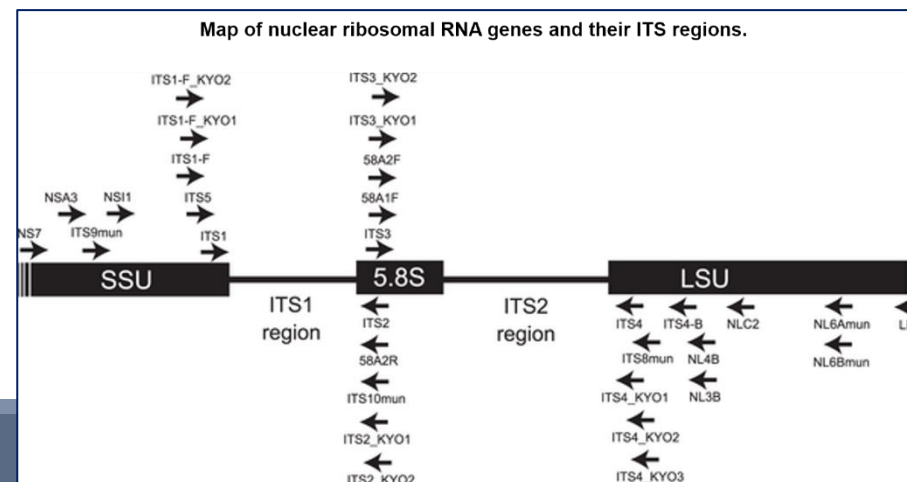 Map of nuclear ribosomal RNA genes and their ITS regions.
ITS1-F_KYO2
ITS3_KYO2
ITS1-F_KYO1
ITS3_KYO1
ITS1-F
58A2F
NSA3
NSI1
ITS5
58A1F
NS7
ITS9mun
ITS1
ITS3
SSU
5.8S
LSU
ITS1
region
ITS2
region
ITS2
ITS4
ITS4-B
NLC2
NL6Amun
58A2R
ITS8mun
NL4B
NL6Bmun
ITS10mun
ITS4_KYO1
NL3B
ITS2_KYO1
ITS4_KYO2
ITS2_KYO2
ITS4_KYO3